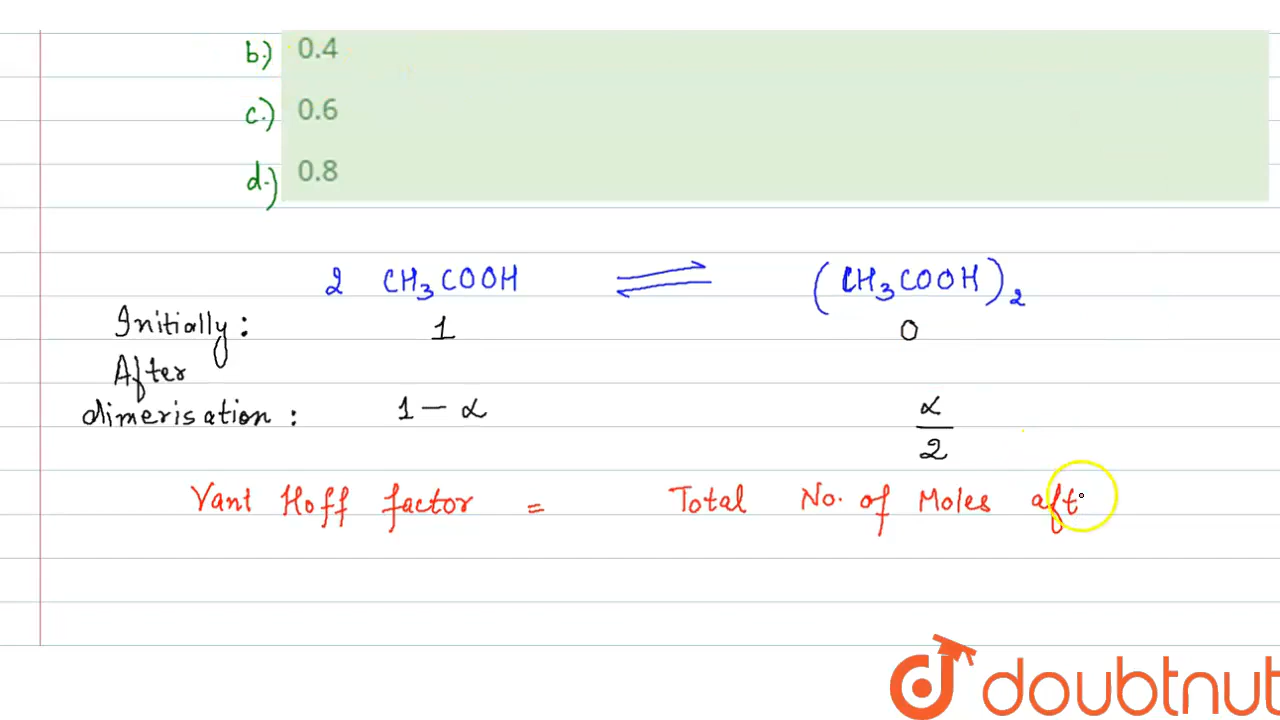 b.) 0.4
c.) 0.6
d.) 0.8
2 CH₃COOH ⇌ (CH₃COOH)₂
Initially: 1 0
After
dimerisation: 1 - α α/2
Vant Hoff factor = Total No. of Moles aft
doubtnut